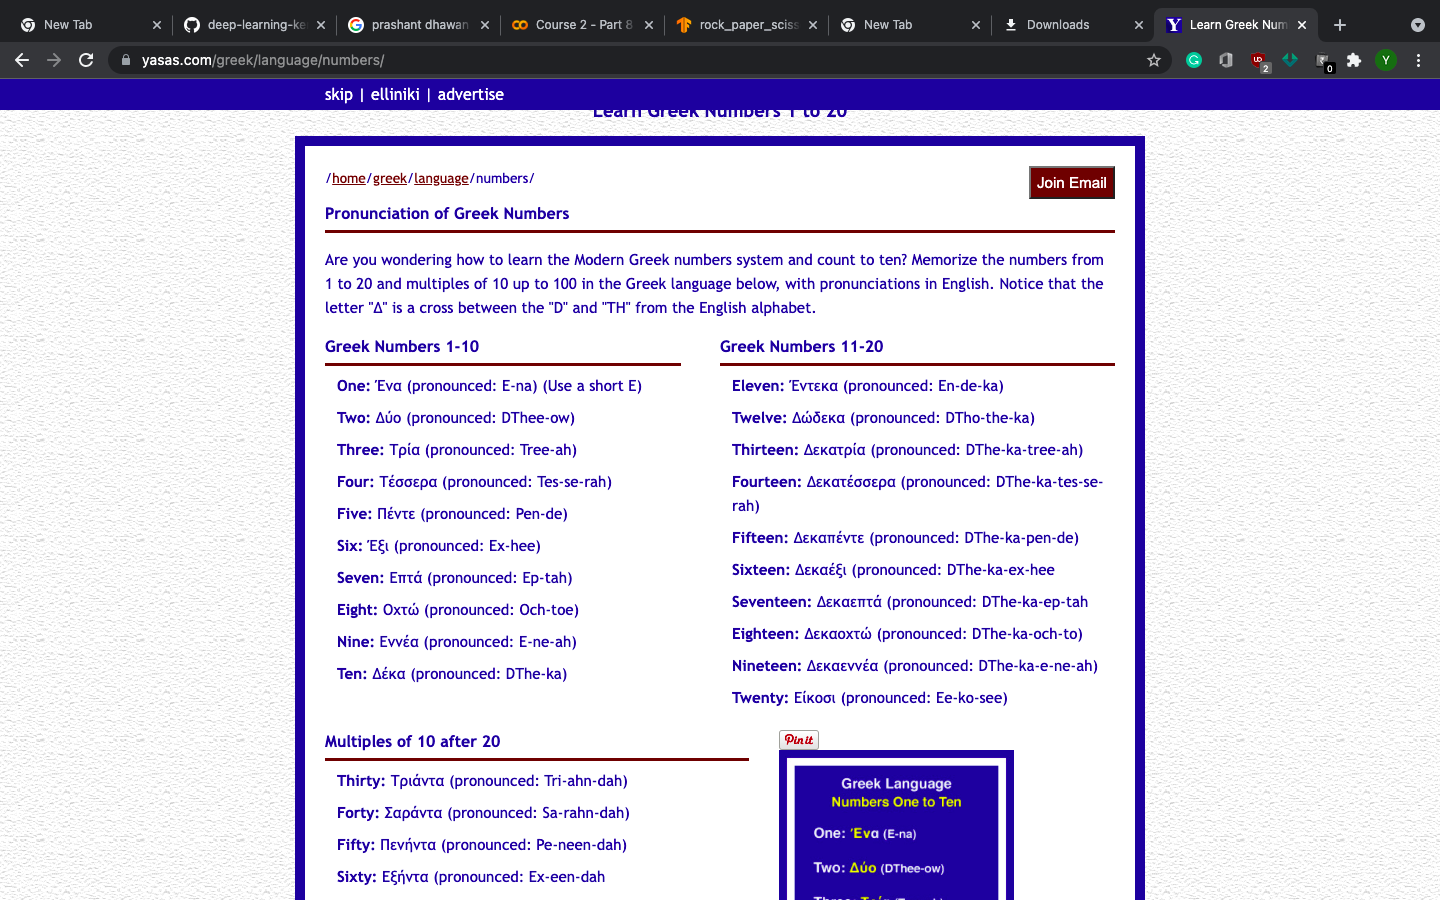 New Tab
deep-learning-ke
prashant dhawan
Course 2 - Part 8
rock_paper_sciss
New Tab
Downloads
Learn Greek Num
yasas.com/greek/language/numbers/
2
0
Y
skip | elliniki | advertise
Learn Greek Numbers 1 to 20
/home/greek/language/numbers/
Join Email
Pronunciation of Greek Numbers
Are you wondering how to learn the Modern Greek numbers system and count to ten? Memorize the numbers from
1 to 20 and multiples of 10 up to 100 in the Greek language below, with pronunciations in English. Notice that the
letter "Δ" is a cross between the "D" and "TH" from the English alphabet.
Greek Numbers 1-10
One: Ένα (pronounced: E-na) (Use a short E)
Two: Δύο (pronounced: DThee-ow)
Three: Τρία (pronounced: Tree-ah)
Four: Τέσσερα (pronounced: Tes-se-rah)
Five: Πέντε (pronounced: Pen-de)
Six: Έξι (pronounced: Ex-hee)
Seven: Επτά (pronounced: Ep-tah)
Eight: Οχτώ (pronounced: Och-toe)
Nine: Εννέα (pronounced: E-ne-ah)
Ten: Δέκα (pronounced: DThe-ka)
Greek Numbers 11-20
Eleven: Έντεκα (pronounced: En-de-ka)
Twelve: Δώδεκα (pronounced: DTho-the-ka)
Thirteen: Δεκατρία (pronounced: DThe-ka-tree-ah)
Fourteen: Δεκατέσσερα (pronounced: DThe-ka-tes-se-
rah)
Fifteen: Δεκαπέντε (pronounced: DThe-ka-pen-de)
Sixteen: Δεκαέξι (pronounced: DThe-ka-ex-hee
Seventeen: Δεκαεπτά (pronounced: DThe-ka-ep-tah
Eighteen: Δεκαοχτώ (pronounced: DThe-ka-och-to)
Nineteen: Δεκαεννέα (pronounced: DThe-ka-e-ne-ah)
Twenty: Είκοσι (pronounced: Ee-ko-see)
Multiples of 10 after 20
Thirty: Τριάντα (pronounced: Tri-ahn-dah)
Forty: Σαράντα (pronounced: Sa-rahn-dah)
Fifty: Πενήντα (pronounced: Pe-neen-dah)
Sixty: Εξήντα (pronounced: Ex-een-dah
Pin it
Greek Language
Numbers One to Ten
One: Ένα (E-na)
Two: Δύο (DThee-ow)